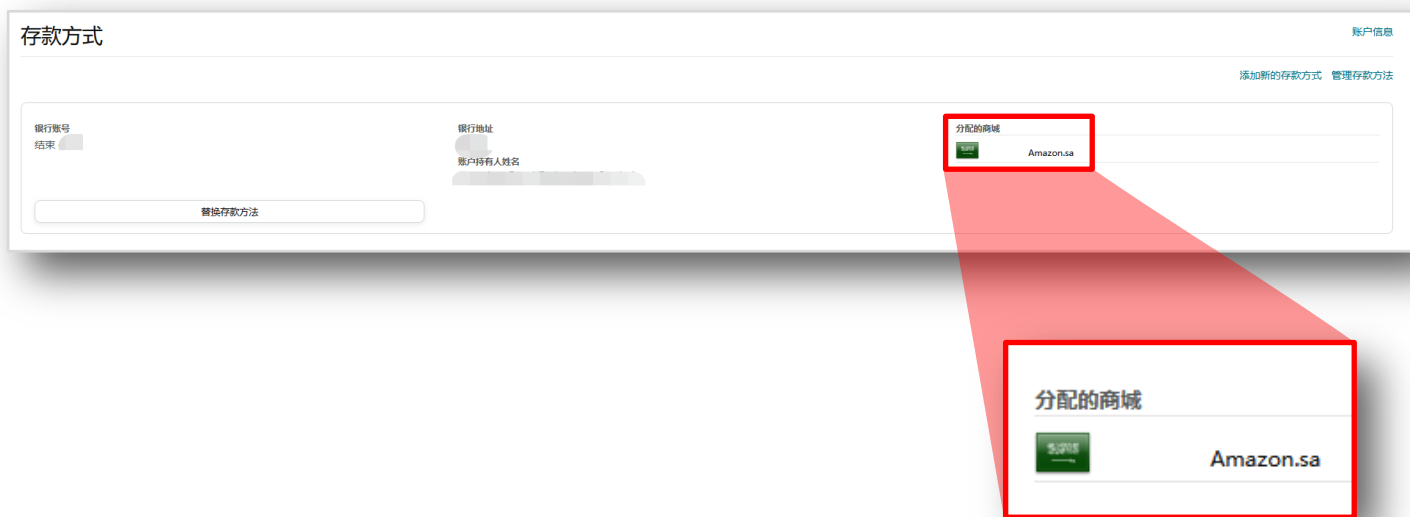 存款方式
账户信息
添加新的存款方式 管理存款方法
银行账号
结束
银行地址
账户持有人姓名
分配的商城
Amazon.sa
替换存款方法
分配的商城
Amazon.sa